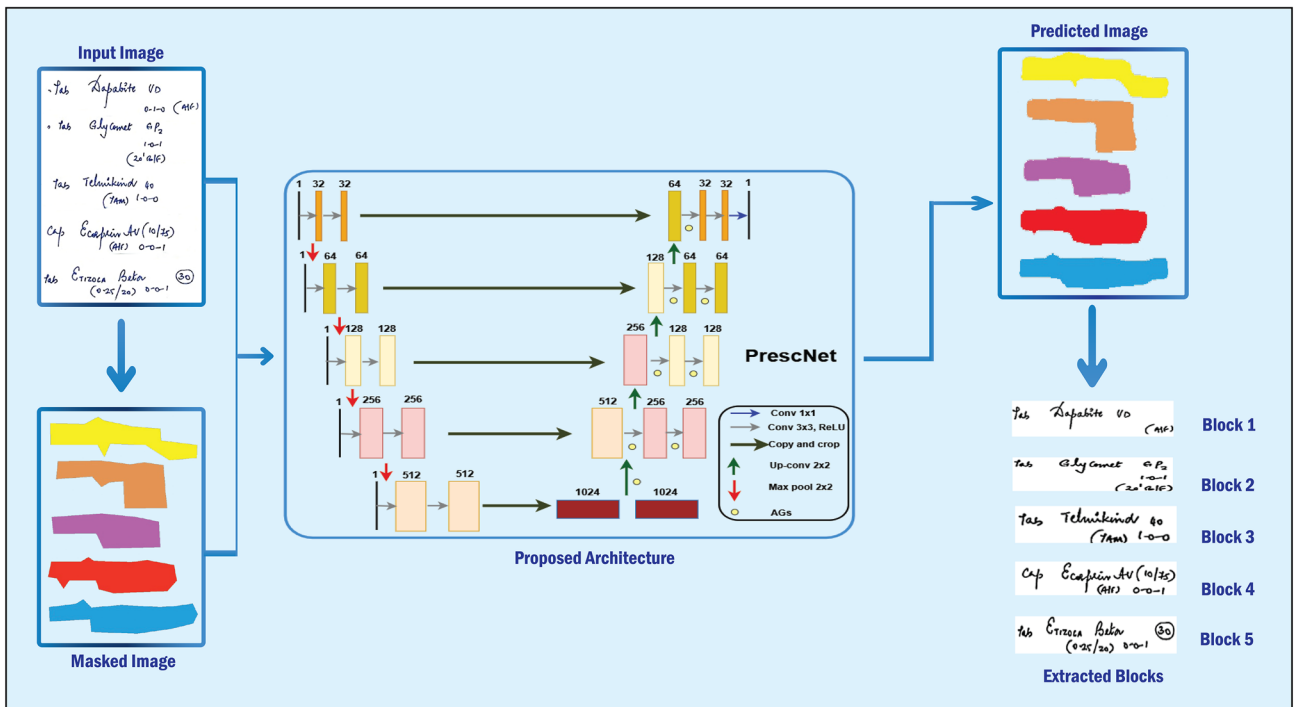 Input Image
. Tab Dapabite VD
0-1-0 (A/F)
. Tab Glycomet GP2
1-0-1
(20' B/F)
Tab Telmikind 40
(7AM) 1-0-0
Cap Ecosprin AV (10/75)
(A/F) 0-0-1
Tab ETIZOLA Beta 30
(0.25/20) 0-0-1
Masked Image
1 32 32
64 32 32 1
1 64 64
128 64 64
1 128 128
256 128 128
1 256 256
512 256 256
1 512 512
1024 1024
PrescNet
Conv 1x1
Conv 3x3, ReLU
Copy and crop
Up-conv 2x2
Max pool 2x2
AGs
Proposed Architecture
Predicted Image
Tab Dapabite VD
(A/F)
Block 1
Tab Glycomet GP2
1-0-1
(20' B/F)
Block 2
Tab Telmikind 40
(7AM) 1-0-0
Block 3
Cap Ecosprin AV (10/75)
(A/F) 0-0-1
Block 4
Tab ETIZOLA Beta 30
(0.25/20) 0-0-1
Block 5
Extracted Blocks